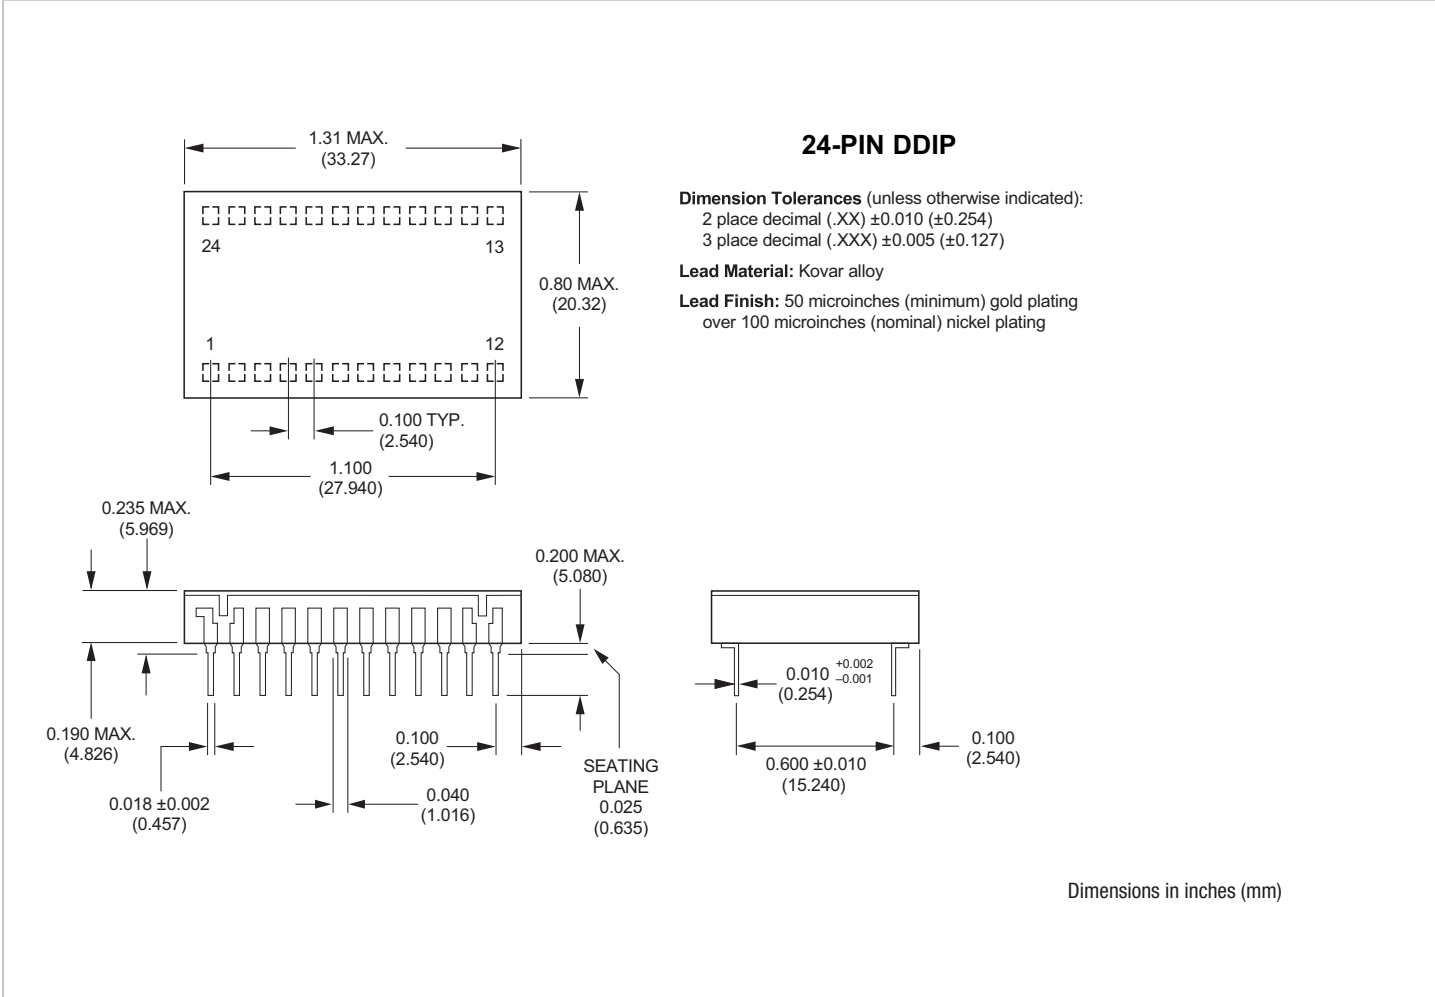 1.31 MAX.
(33.27)
24-PIN DDIP
Dimension Tolerances (unless otherwise indicated):
2 place decimal (.XX) ±0.010 (±0.254)
3 place decimal (.XXX) ±0.005 (±0.127)
Lead Material: Kovar alloy
Lead Finish: 50 microinches (minimum) gold plating
over 100 microinches (nominal) nickel plating
24
13
0.80 MAX.
(20.32)
1
12
0.100 TYP.
(2.540)
1.100
(27.940)
0.235 MAX.
(5.969)
0.200 MAX.
(5.080)
0.190 MAX.
(4.826)
0.018 ±0.002
(0.457)
0.100
(2.540)
0.040
(1.016)
SEATING
PLANE
0.025
(0.635)
0.010 +0.002
–0.001
(0.254)
0.600 ±0.010
(15.240)
0.100
(2.540)
Dimensions in inches (mm)